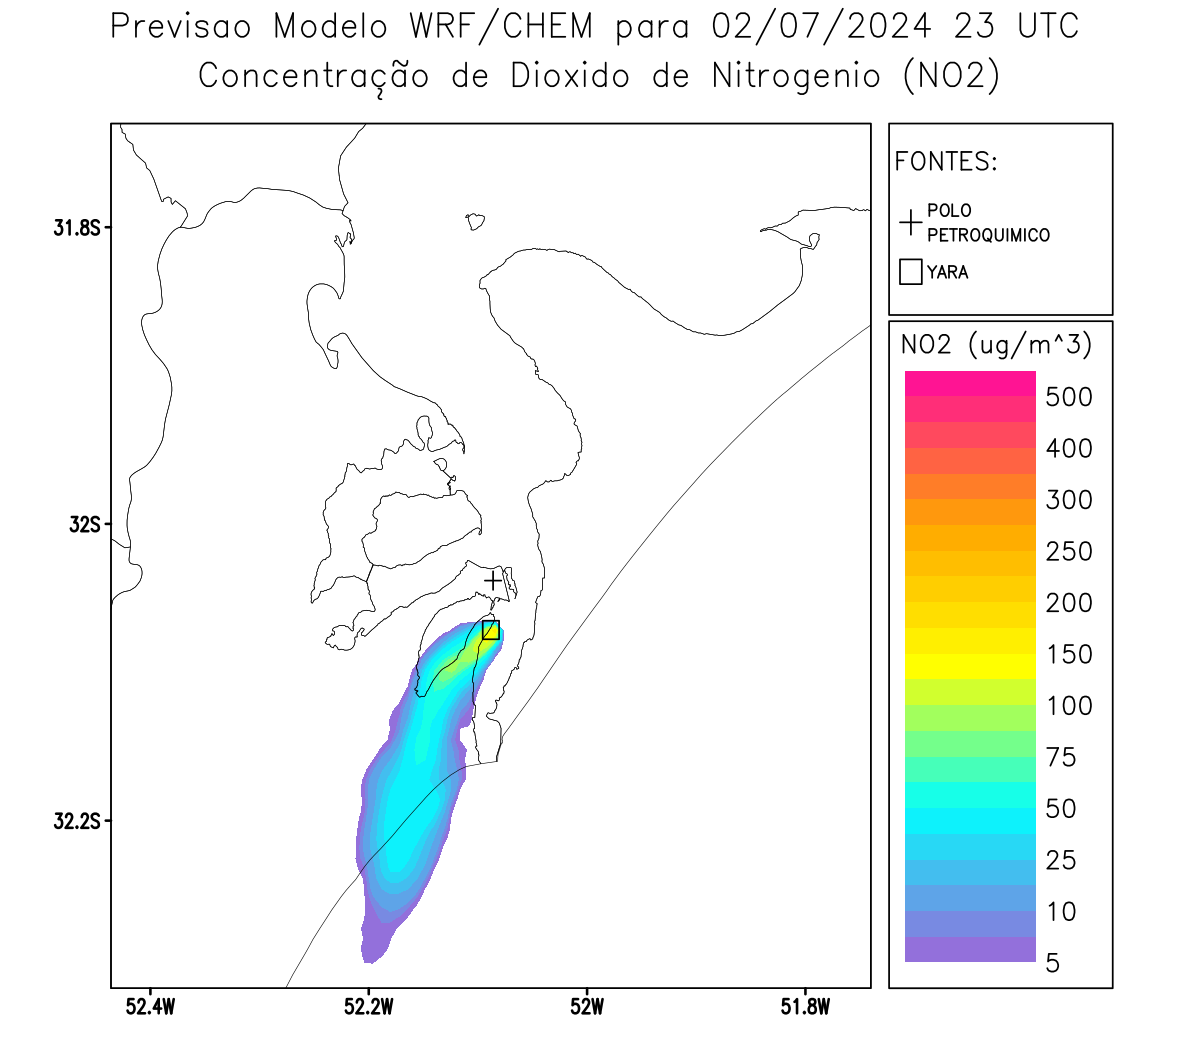 Previsao Modelo WRF/CHEM para 02/07/2024 23 UTC
Concentração de Dioxido de Nitrogenio (NO2)
FONTES:
POLO
PETROQUIMICO
YARA
NO2 (ug/m^3)
500
400
300
250
200
150
100
75
50
25
10
5
31.8S
32S
32.2S
52.4W
52.2W
52W
51.8W